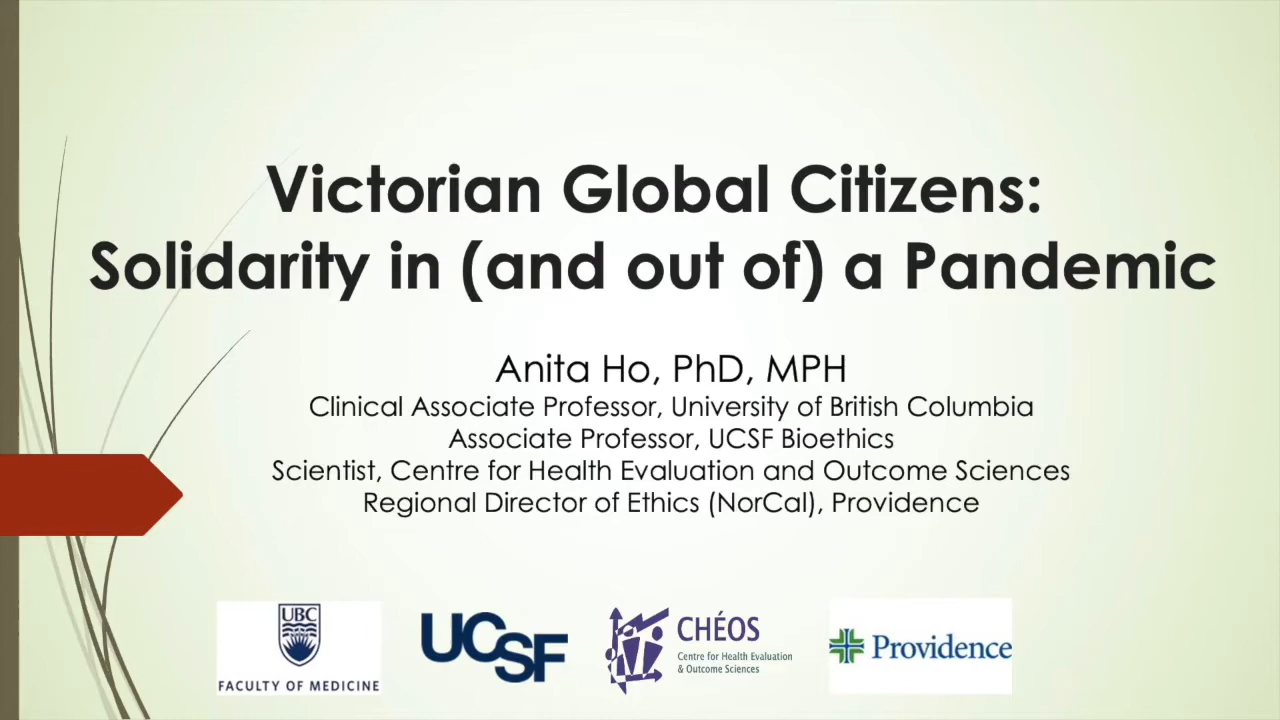 Victorian Global Citizens:
Solidarity in (and out of) a Pandemic
Anita Ho, PhD, MPH
Clinical Associate Professor, University of British Columbia
Associate Professor, UCSF Bioethics
Scientist, Centre for Health Evaluation and Outcome Sciences
Regional Director of Ethics (NorCal), Providence
UBC
FACULTY OF MEDICINE
UCSF
CHÉOS
Centre for Health Evaluation
& Outcome Sciences
Providence